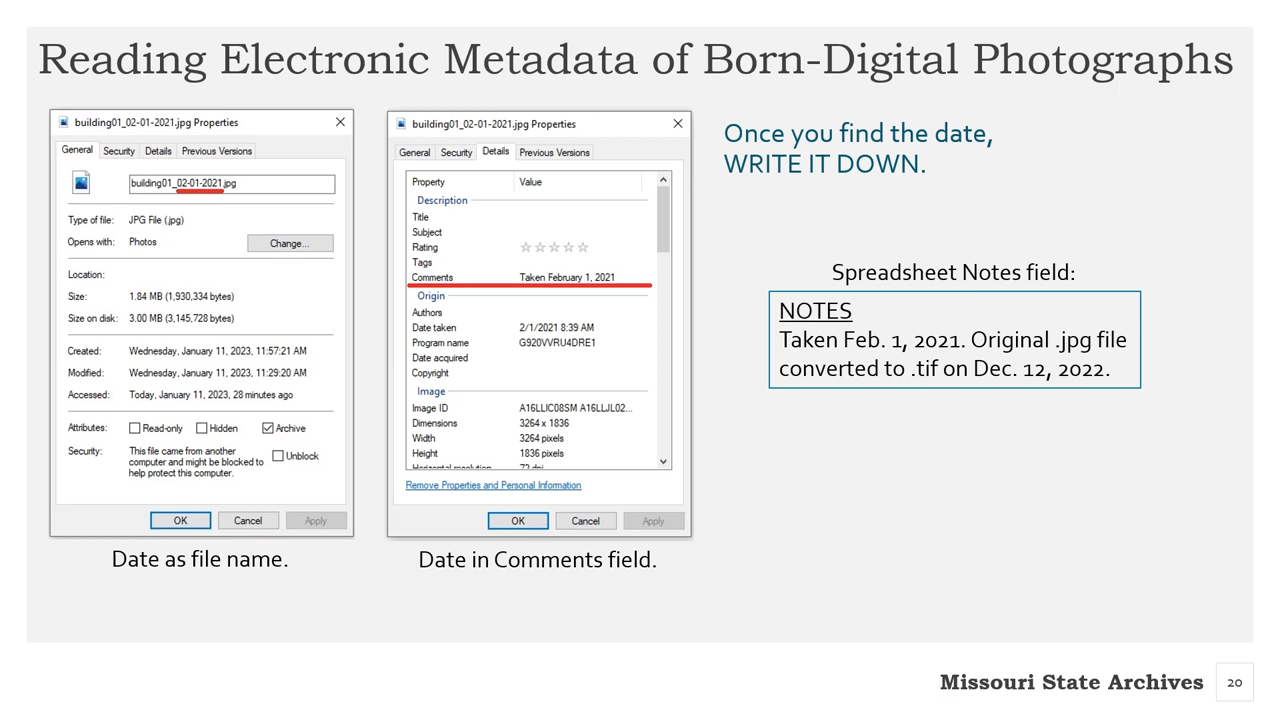 Reading Electronic Metadata of Born-Digital Photographs
building01_02-01-2021.jpg Properties
General Security Details Previous Versions
building01_02-01-2021.jpg
Type of file: JPG File (.jpg)
Opens with: Photos Change...
Location:
Size: 1.84 MB (1,930,334 bytes)
Size on disk: 3.00 MB (3,145,728 bytes)
Created: Wednesday, January 11, 2023, 11:57:21 AM
Modified: Wednesday, January 11, 2023, 11:29:20 AM
Accessed: Today, January 11, 2023, 28 minutes ago
Attributes: Read-only Hidden Archive
Security: This file came from another
computer and might be blocked to
help protect this computer.
Unblock
OK Cancel Apply
Date as file name.
building01_02-01-2021.jpg Properties
General Security Details Previous Versions
Property Value
Description
Title
Subject
Rating
Tags
Comments Taken February 1, 2021
Origin
Authors
Date taken 2/1/2021 8:39 AM
Program name G920VVRU4DRE1
Date acquired
Copyright
Image
Image ID A16LLIC08SM A16LLJL02...
Dimensions 3264 x 1836
Width 3264 pixels
Height 1836 pixels
Horizontal resolution 72 dpi
Remove Properties and Personal Information
OK Cancel Apply
Date in Comments field.
Once you find the date,
WRITE IT DOWN.
Spreadsheet Notes field:
NOTES
Taken Feb. 1, 2021. Original .jpg file
converted to .tif on Dec. 12, 2022.
Missouri State Archives 20